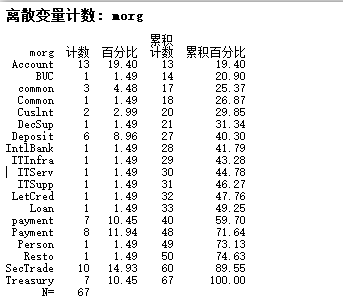 离散变量计数: morg
累积
morg 计数 百分比 计数 累积百分比
Account 13 19.40 13 19.40
BUC 1 1.49 14 20.90
common 3 4.48 17 25.37
Common 1 1.49 18 26.87
CusInt 2 2.99 20 29.85
DecSup 1 1.49 21 31.34
Deposit 6 8.96 27 40.30
IntlBank 1 1.49 28 41.79
ITInfra 1 1.49 29 43.28
ITServ 1 1.49 30 44.78
ITSupp 1 1.49 31 46.27
LetCred 1 1.49 32 47.76
Loan 1 1.49 33 49.25
payment 7 10.45 40 59.70
Payment 8 11.94 48 71.64
Person 1 1.49 49 73.13
Resto 1 1.49 50 74.63
SecTrade 10 14.93 60 89.55
Treasury 7 10.45 67 100.00
N= 67